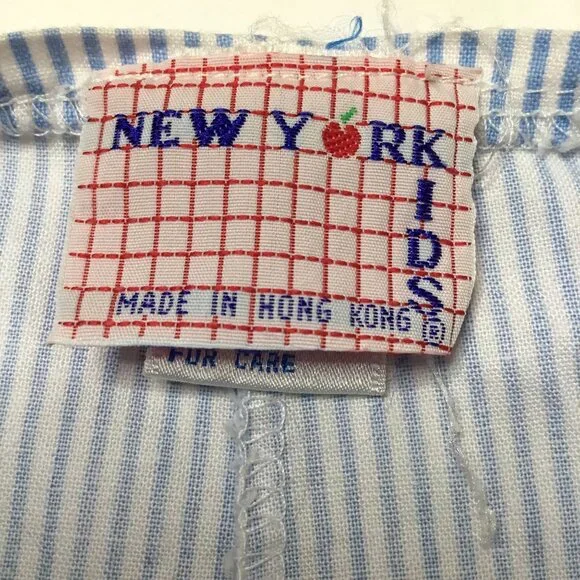 NEW YORK
KIDS
MADE IN HONG KONG ®
FOR CARE